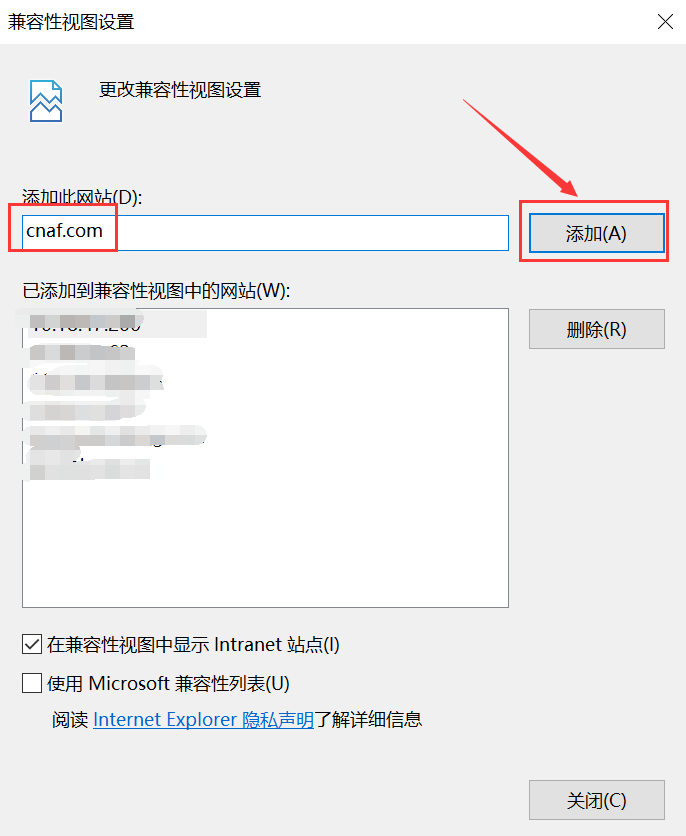 兼容性视图设置
更改兼容性视图设置
添加此网站(D):
cnaf.com
添加(A)
已添加到兼容性视图中的网站(W):
删除(R)
在兼容性视图中显示 Intranet 站点(I)
使用 Microsoft 兼容性列表(U)
阅读 Internet Explorer 隐私声明了解详细信息
关闭(C)